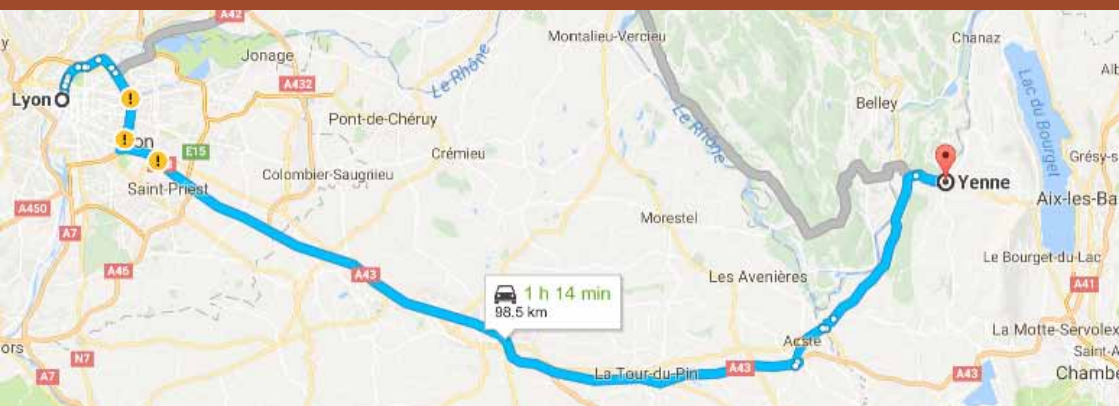 A42
Montalieu-Vercieu
Chanaz
Jonage
A432
Le Rhône
Lac du Bourget
Lyon
Belley
Pont-de-Chéruy
Le Rhône
on
E15
Crémieu
Grésy-s
Saint-Priest
Colombier-Saugnieu
Yenne
Aix-les-Ba
A450
Morestel
A7
Le Bourget-du-Lac
A46
A43
Les Avenières
A41
1 h 14 min
98.5 km
La Motte-Servolex
Aoste
ors
N7
Saint-A
A7
La Tour-du-Pin
A43
A43
Chambé